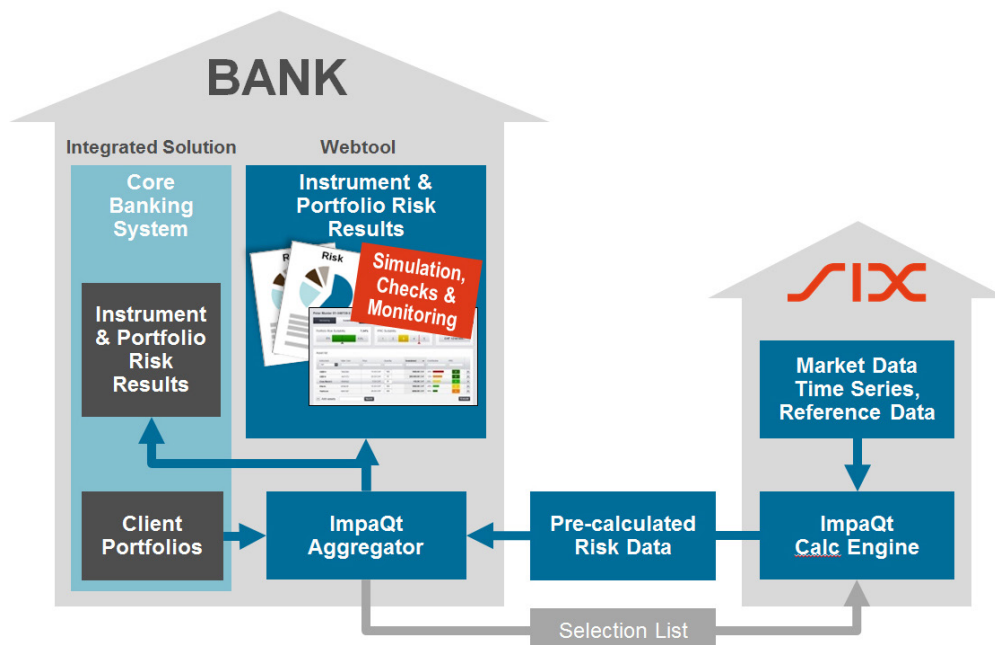 BANK
Integrated Solution
Webtool
Core
Banking
System
Instrument &
Portfolio Risk
Results
Risk
Simulation,
Checks &
Monitoring
Instrument
& Portfolio
Risk
Results
Client
Portfolios
ImpaQt
Aggregator
Pre-calculated
Risk Data
SIX
Market Data
Time Series,
Reference Data
ImpaQt
Calc Engine
Selection List